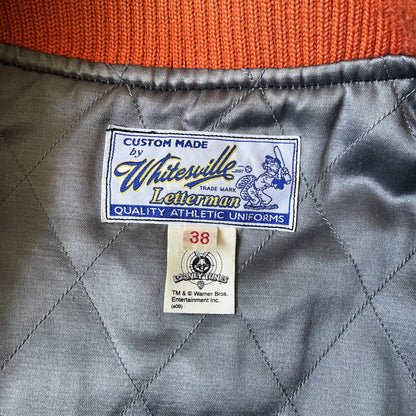 CUSTOM MADE
by
Whitesville
TRADE MARK
Letterman
QUALITY ATHLETIC UNIFORMS
38
LOONEY TUNES
TM & © Warner Bros.
Entertainment Inc.
(s09)